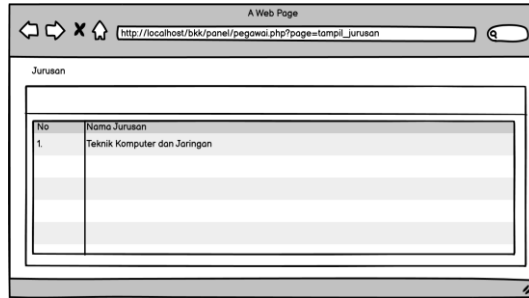 A Web Page
http://localhost/bkk/panel/pegawai.php?page=tampil_jurusan
Jurusan
No Nama Jurusan
1. Teknik Komputer dan Jaringan